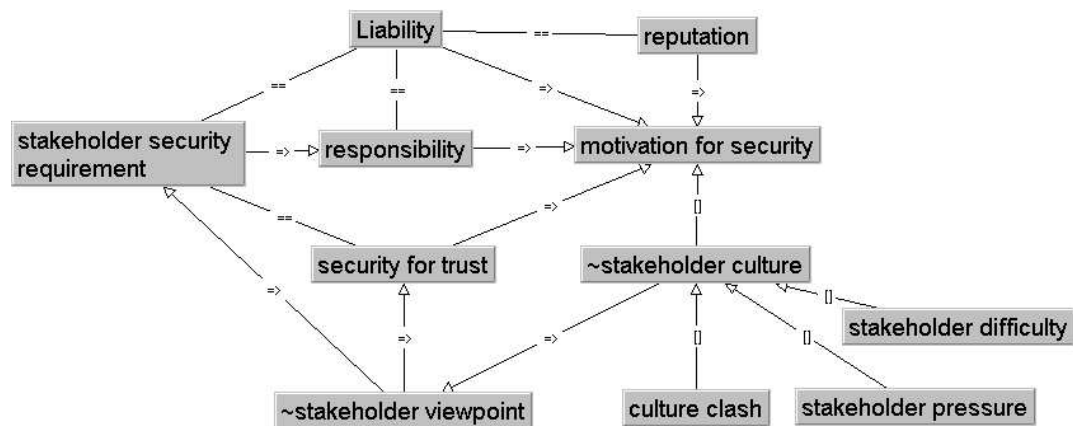 Liability
==
reputation
==
==
=>
=>
stakeholder security
requirement
=>
responsibility
=>
motivation for security
==
=>
[]
security for trust
~stakeholder culture
=>
[]
stakeholder difficulty
=>
=>
[]
[]
~stakeholder viewpoint
culture clash
stakeholder pressure